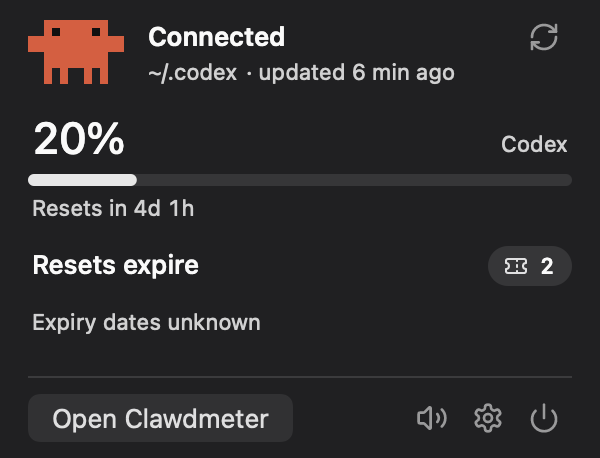 Connected
~/.codex · updated 6 min ago
20%
Codex
Resets in 4d 1h
Resets expire
2
Expiry dates unknown
Open Clawdmeter